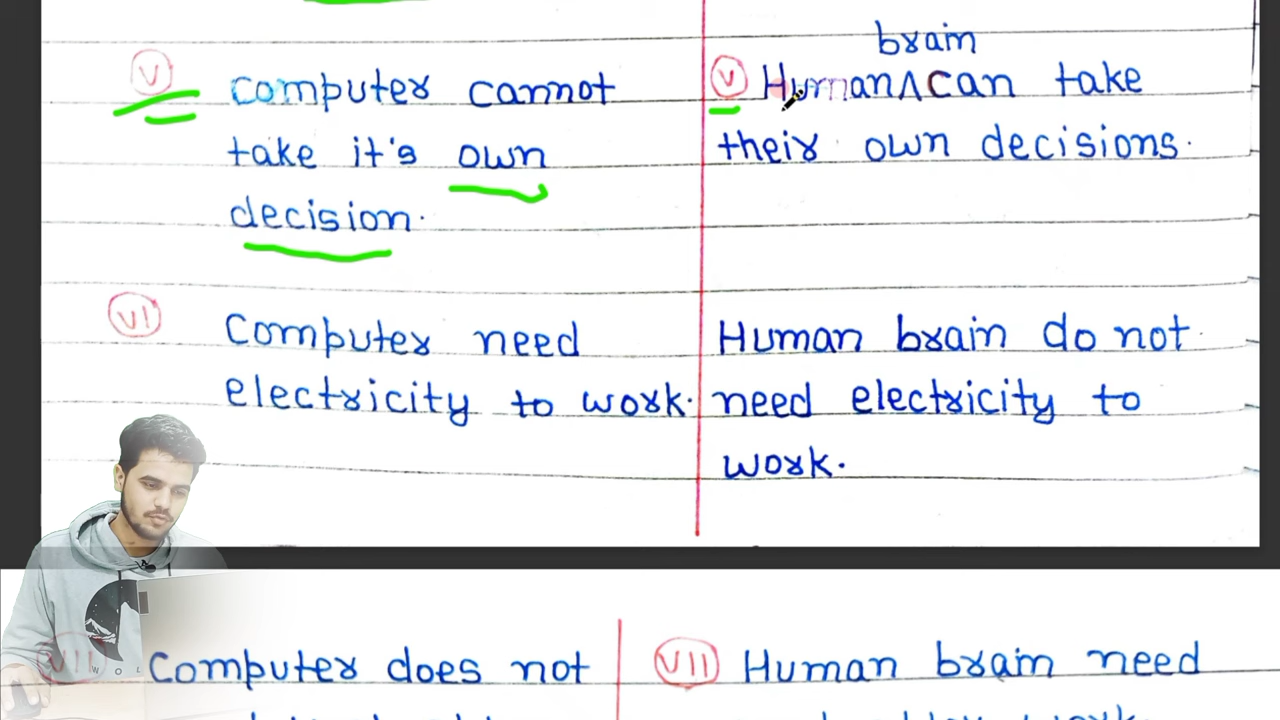 brain
V Computer cannot
V Human^can take
take it's own
their own decisions.
decision.
VI Computer need
Human brain do not
electricity to work.
need electricity to
work.
VII Computer does not
VII Human brain need